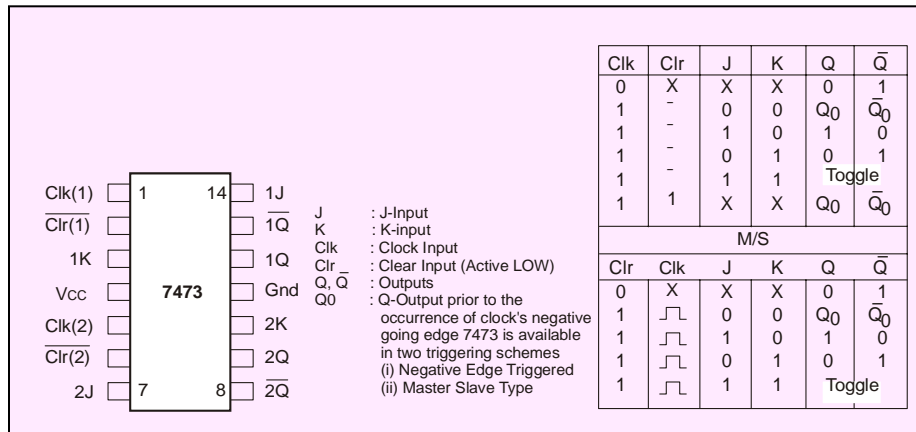 Clk(1) 1 14 1J
C̅l̅r̅(̅1̅)̅ 1Q̅
1K 1Q
Vcc 7473 Gnd
Clk(2) 2K
C̅l̅r̅(̅2̅)̅ 2Q
2J 7 8 2Q̅
J : J-Input
K : K-input
Clk : Clock Input
Clr : Clear Input (Active LOW)
Q, Q̅ : Outputs
Q0 : Q-Output prior to the
occurrence of clock's negative
going edge 7473 is available
in two triggering schemes
(i) Negative Edge Triggered
(ii) Master Slave Type
Clk Clr J K Q Q̅
0 X X X 0 1
1 ¯ 0 0 Q0 Q̅0
1 ¯ 1 0 1 0
1 ¯ 0 1 0 1
1 ¯ 1 1 Toggle
1 1 X X Q0 Q̅0
M/S
Clr Clk J K Q Q̅
0 X X X 0 1
1 0 0 Q0 Q̅0
1 1 0 1 0
1 0 1 0 1
1 1 1 Toggle